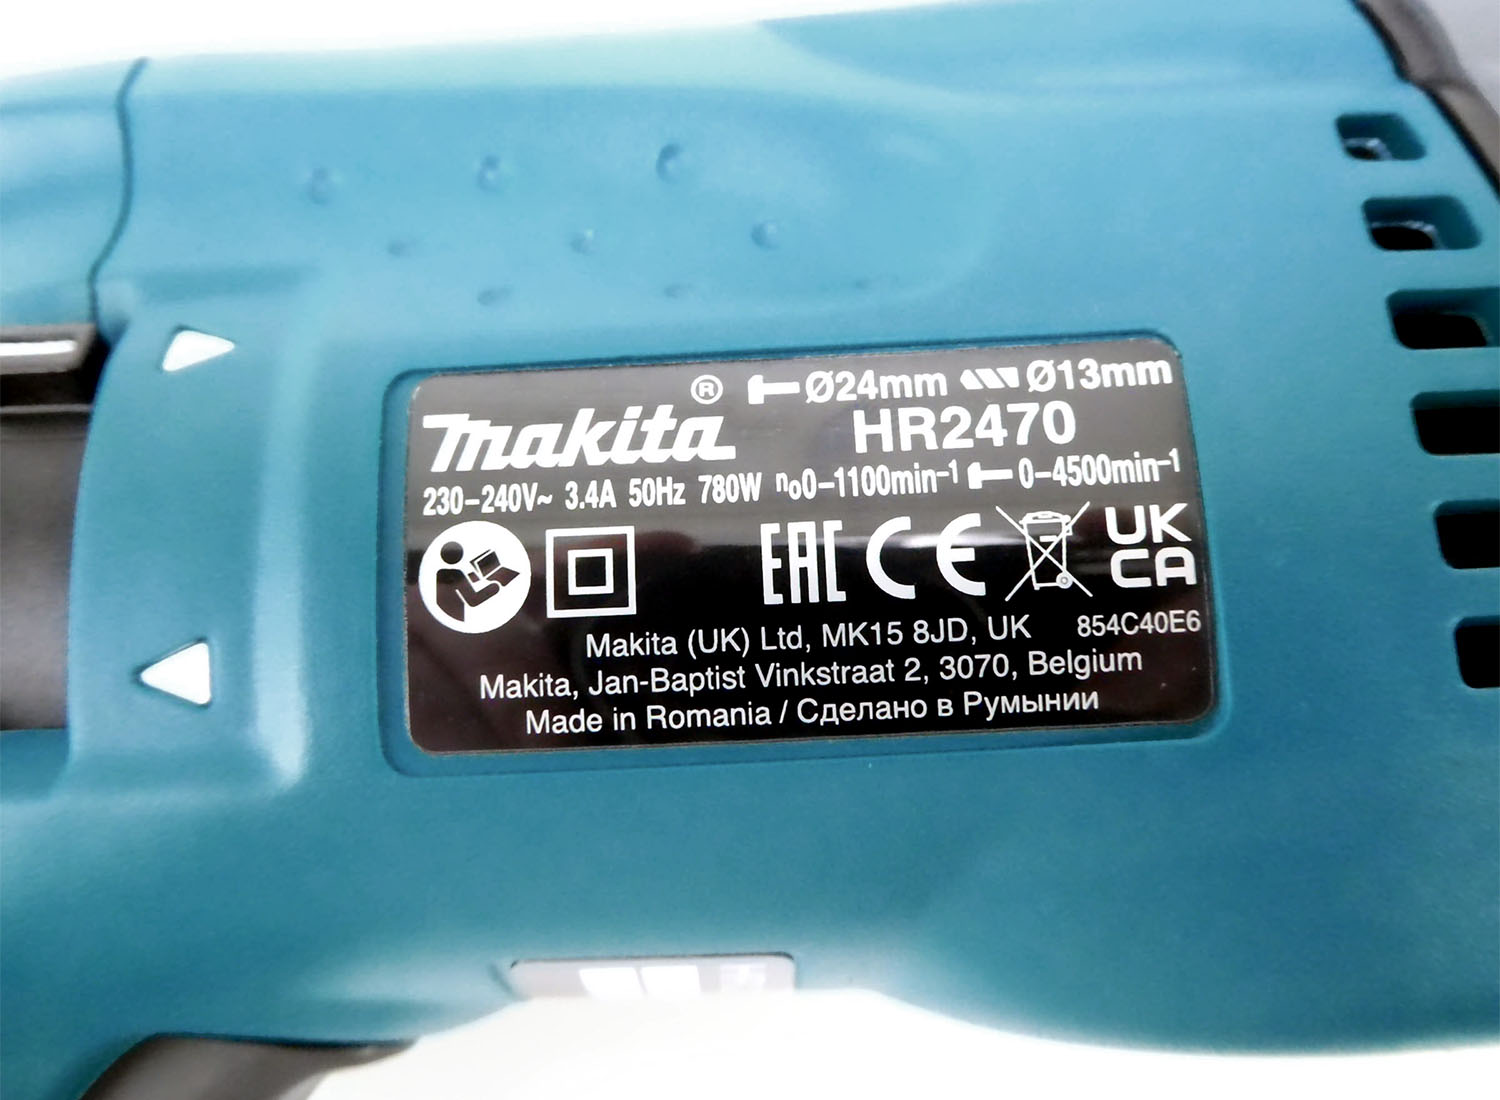 makita® Ø24mm Ø13mm
HR2470
230-240V~ 3.4A 50Hz 780W n₀0-1100min⁻¹ 0-4500min⁻¹
EAC CE UK CA
Makita (UK) Ltd, MK15 8JD, UK 854C40E6
Makita, Jan-Baptist Vinkstraat 2, 3070, Belgium
Made in Romania / Сделано в Румынии